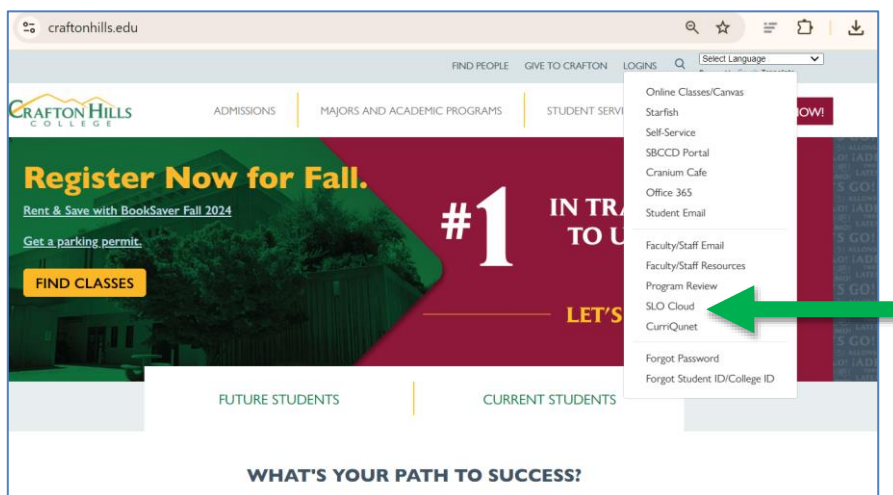 craftonhills.edu
FIND PEOPLE GIVE TO CRAFTON LOGINS Select Language
CRAFTON HILLS
COLLEGE
ADMISSIONS
MAJORS AND ACADEMIC PROGRAMS
STUDENT SERVI
NOW!
Online Classes/Canvas
Starfish
Self-Service
SBCCD Portal
Cranium Cafe
Office 365
Student Email
Faculty/Staff Email
Faculty/Staff Resources
Program Review
SLO Cloud
CurriQunet
Forgot Password
Forgot Student ID/College ID
Register Now for Fall.
Rent & Save with BookSaver Fall 2024
Get a parking permit.
FIND CLASSES
#1
IN TRA
TO U
LET'S
FUTURE STUDENTS
CURRENT STUDENTS
WHAT'S YOUR PATH TO SUCCESS?